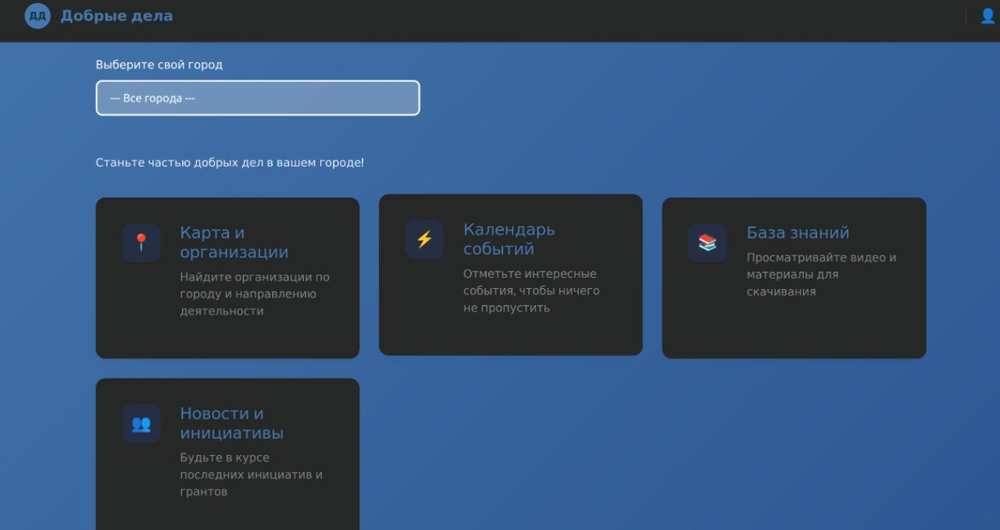 ДД Добрые дела
Выберите свой город
--- Все города ---
Станьте частью добрых дел в вашем городе!
Карта и
организации
Найдите организации по
городу и направлению
деятельности
Календарь
событий
Отметьте интересные
события, чтобы ничего
не пропустить
База знаний
Просматривайте видео и
материалы для
скачивания
Новости и
инициативы
Будьте в курсе
последних инициатив и
грантов